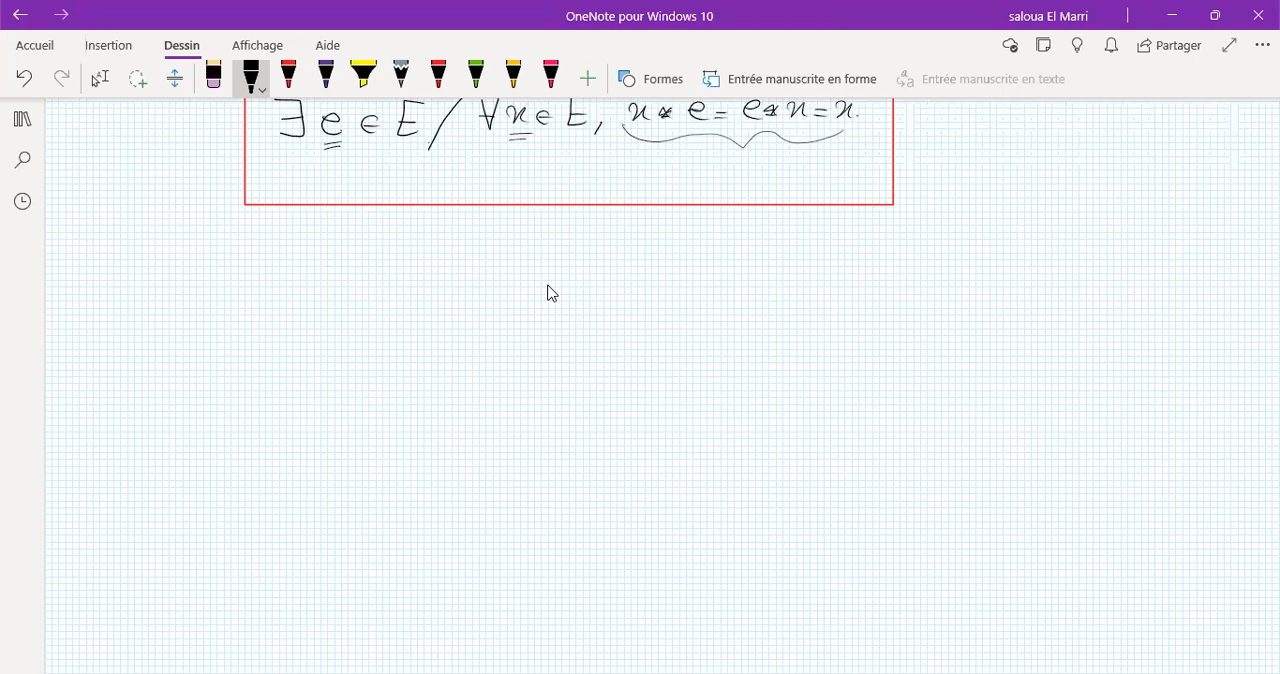 OneNote pour Windows 10
saloua El Marri
Accueil Insertion Dessin Affichage Aide
Partager
Formes Entrée manuscrite en forme Entrée manuscrite en texte
∃ e ∈ E / ∀ x ∈ E, x * e = e * x = x.